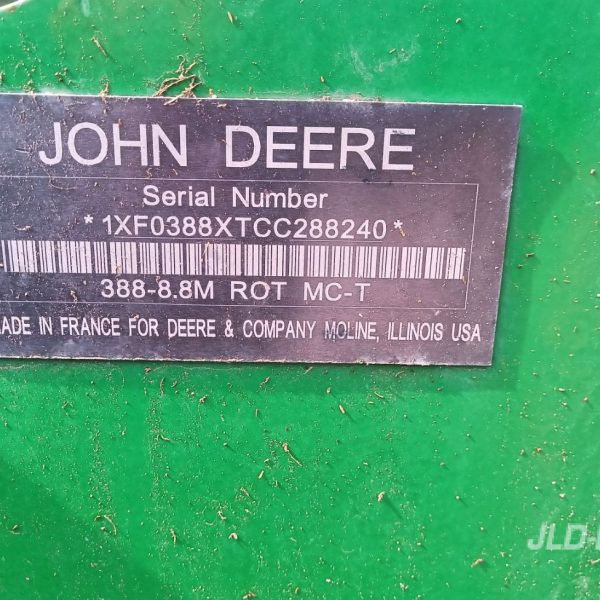 JOHN DEERE
Serial Number
*1XF0388XTCC288240*
388-8.8M ROT MC-T
ADE IN FRANCE FOR DEERE & COMPANY MOLINE, ILLINOIS USA
JLD-